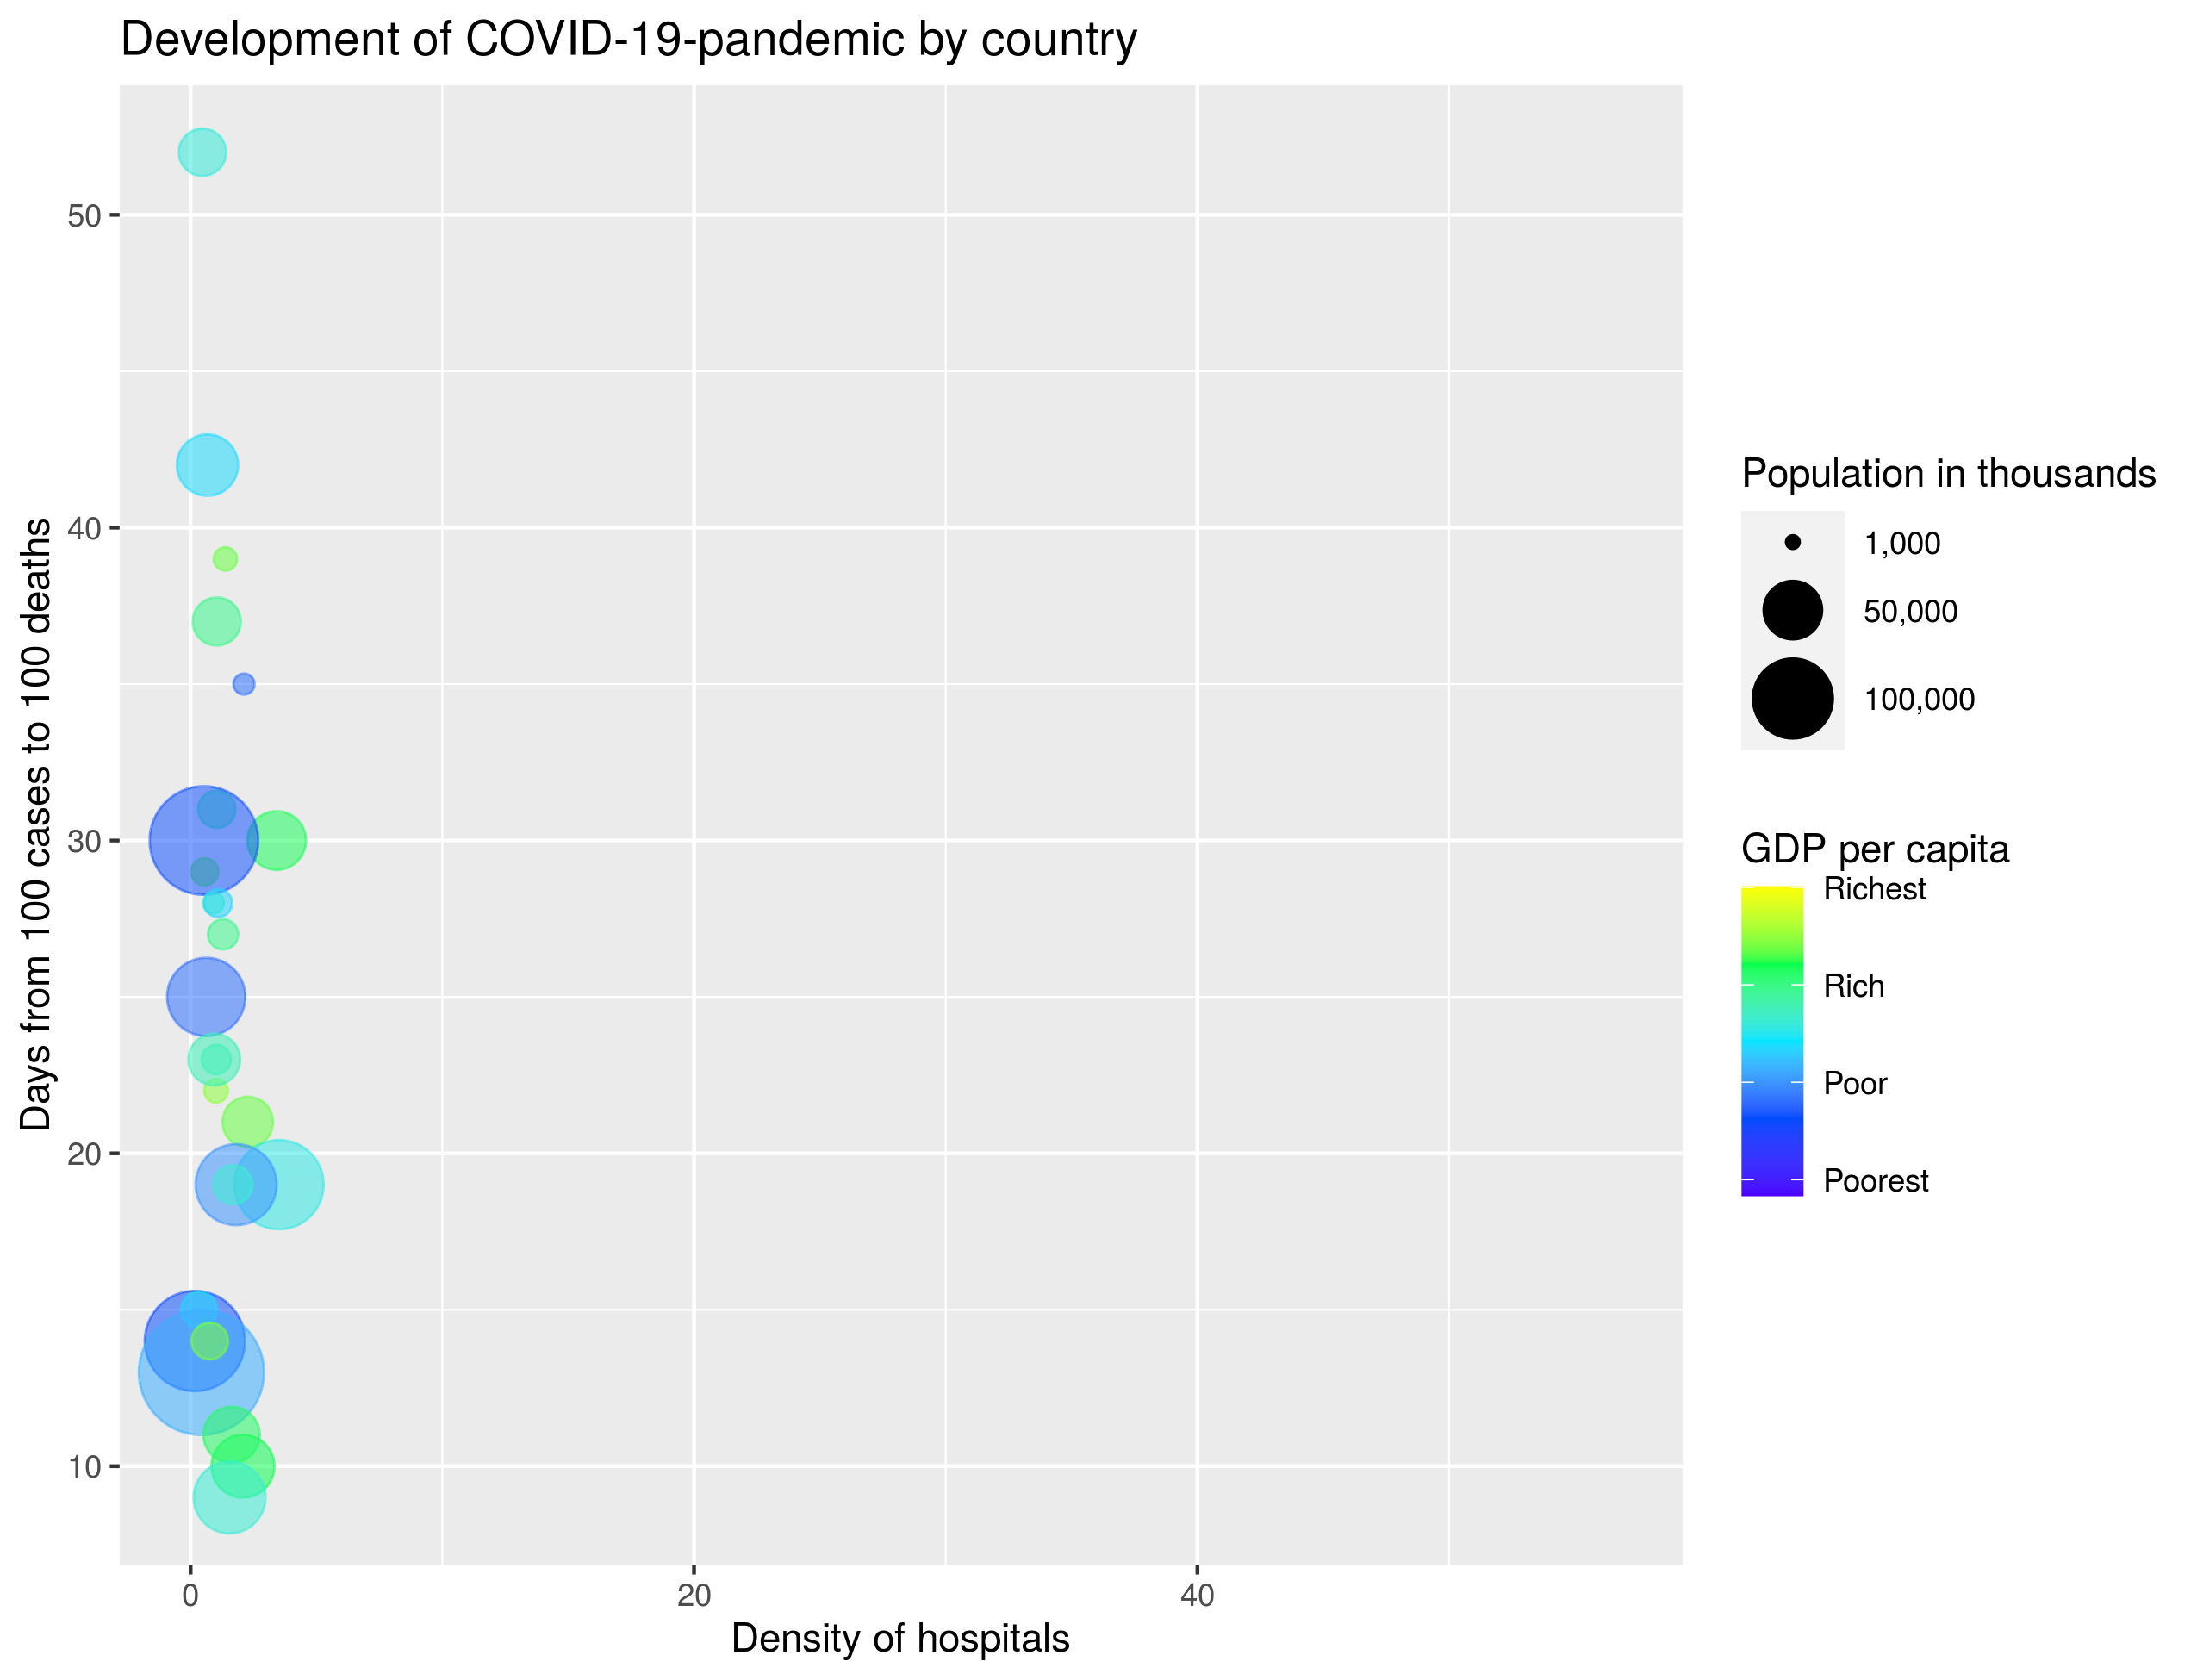 Development of COVID-19-pandemic by country
Days from 100 cases to 100 deaths
50
40
30
20
10
0
20
40
Density of hospitals
Population in thousands
1,000
50,000
100,000
GDP per capita
Richest
Rich
Poor
Poorest